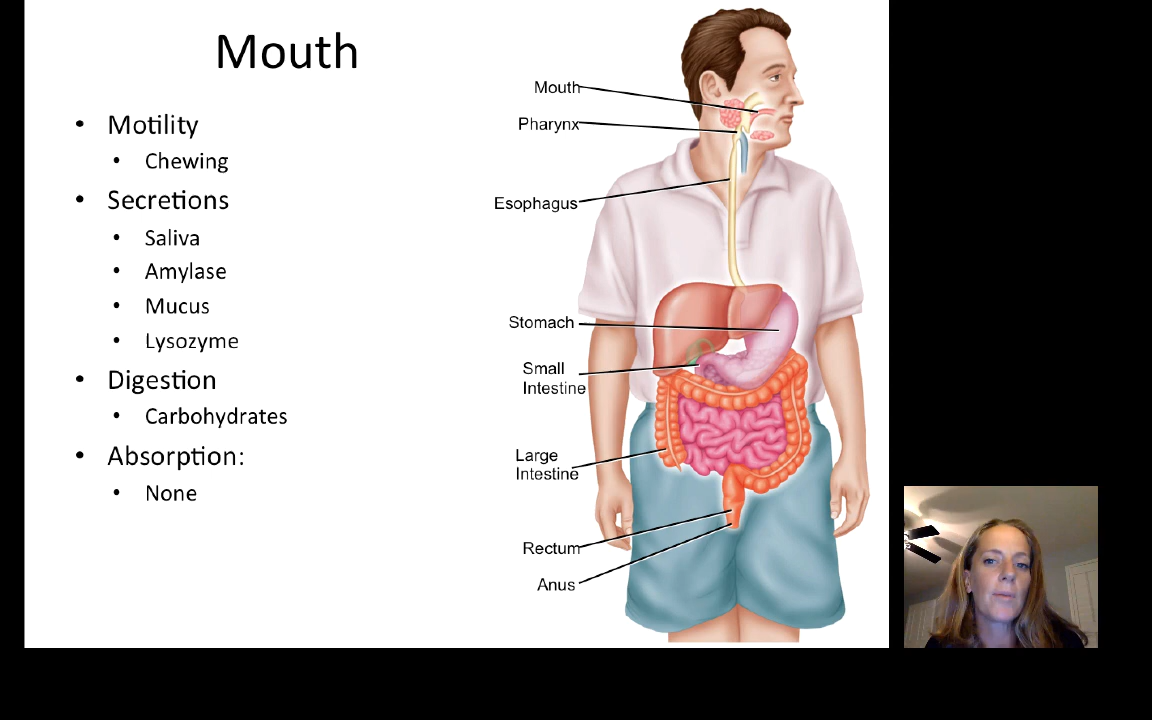 Mouth
• Motility
• Chewing
• Secretions
• Saliva
• Amylase
• Mucus
• Lysozyme
• Digestion
• Carbohydrates
• Absorption:
• None
Mouth
Pharynx
Esophagus
Stomach
Small
Intestine
Large
Intestine
Rectum
Anus